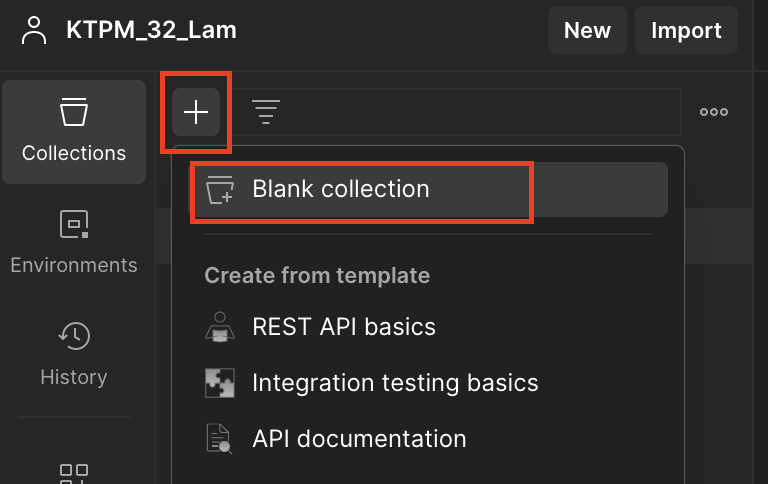 KTPM_32_Lam
New
Import
Collections
Blank collection
Environments
Create from template
REST API basics
History
Integration testing basics
API documentation